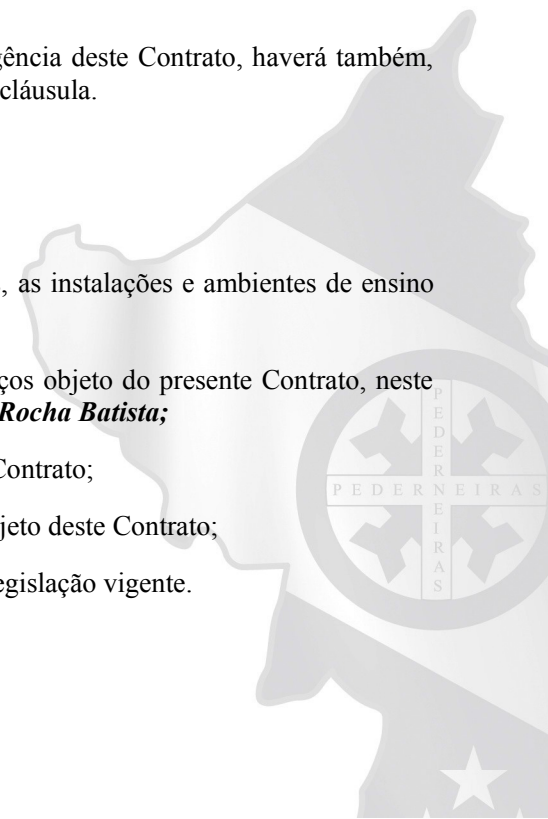 gência deste Contrato, haverá também,
cláusula.
, as instalações e ambientes de ensino
ços objeto do presente Contrato, neste
Rocha Batista;
Contrato;
jeto deste Contrato;
egislação vigente.
PEDERNEIRAS
PEDERNEIRAS